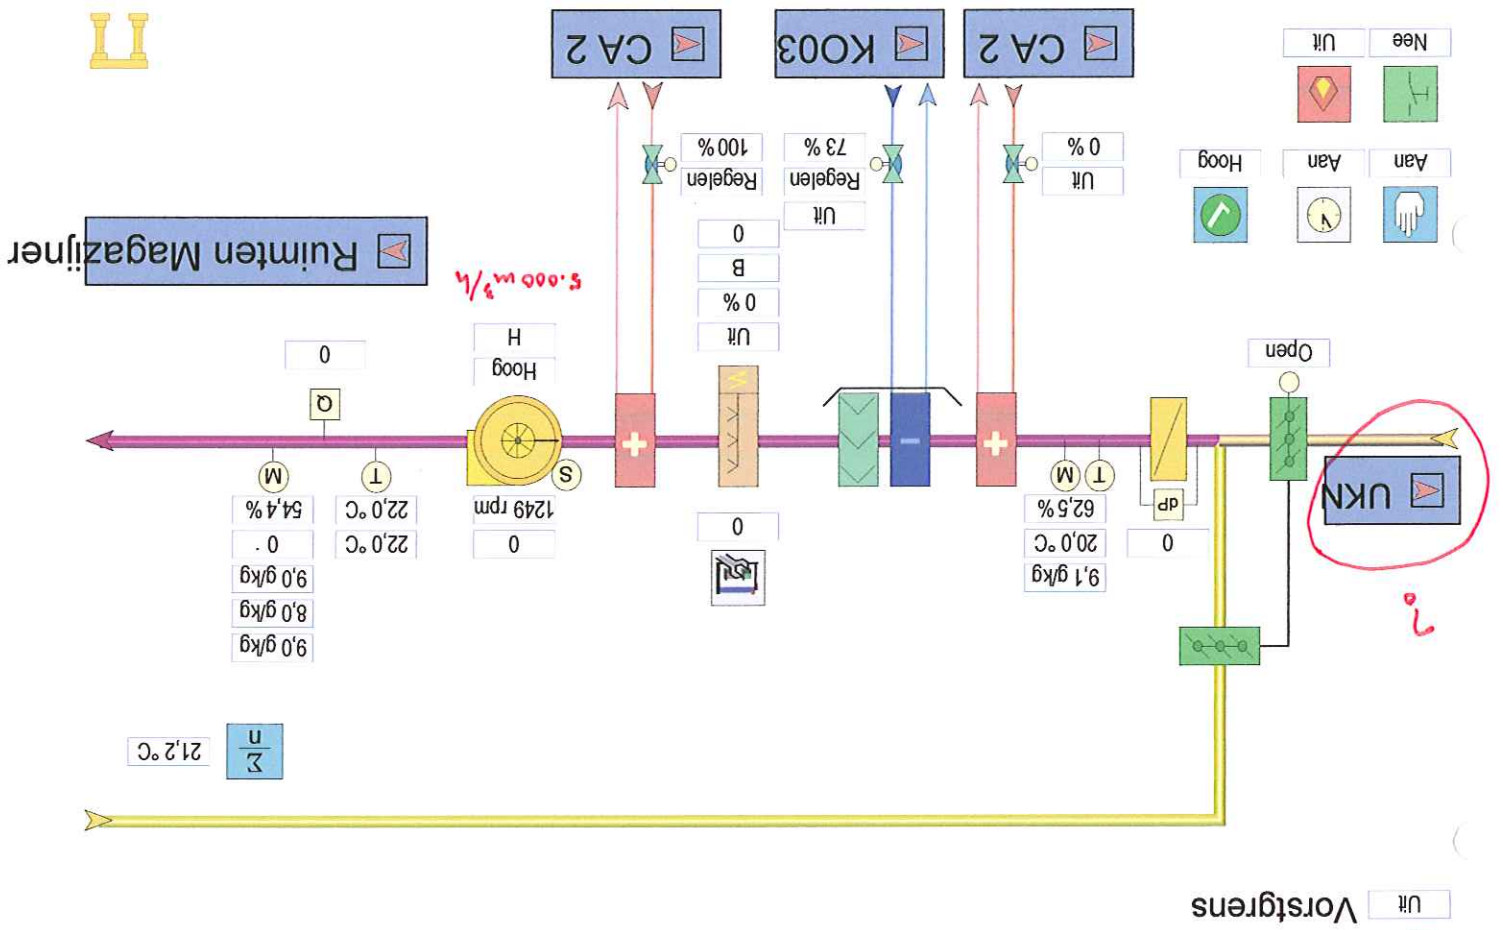 Uit Vorstgrens
Σ
n
21,2 °C
?
9,0 g/kg
8,0 g/kg
9,0 g/kg
0
54,4 %
M
22,0 °C
22,0 °C
T
UKN
9,1 g/kg
20,0 °C
62,5 %
T M
0
dP
0
0
1249 rpm
S
Q
0
Open
Hoog
H
5.000 m³/h
Uit
0 %
B
0
Ruimten Magazijner
Aan
Aan
Hoog
Nee
Uit
Uit
0 %
Uit
Regelen
73 %
Regelen
100 %
CA 2
KO03
CA 2